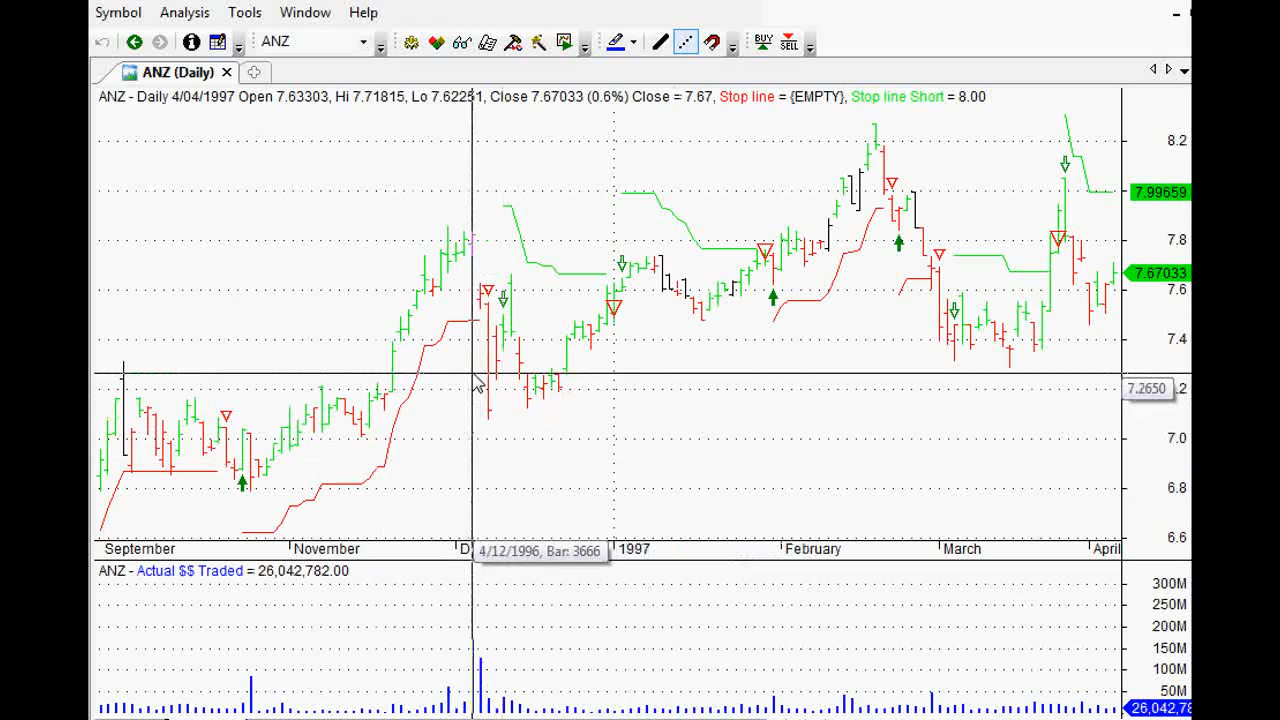 Symbol Analysis Tools Window Help
ANZ BUY SELL
ANZ (Daily)
ANZ - Daily 4/04/1997 Open 7.63303, Hi 7.71815, Lo 7.62251, Close 7.67033 (0.6%) Close = 7.67, Stop line = {EMPTY}, Stop line Short = 8.00
8.2
7.99659
7.8
7.67033
7.6
7.4
7.2650
.2
7.0
6.8
6.6
September November D 1997 February March April
4/12/1996, Bar: 3666
ANZ - Actual $$ Traded = 26,042,782.00
300M
250M
200M
150M
100M
50M
26,042,78